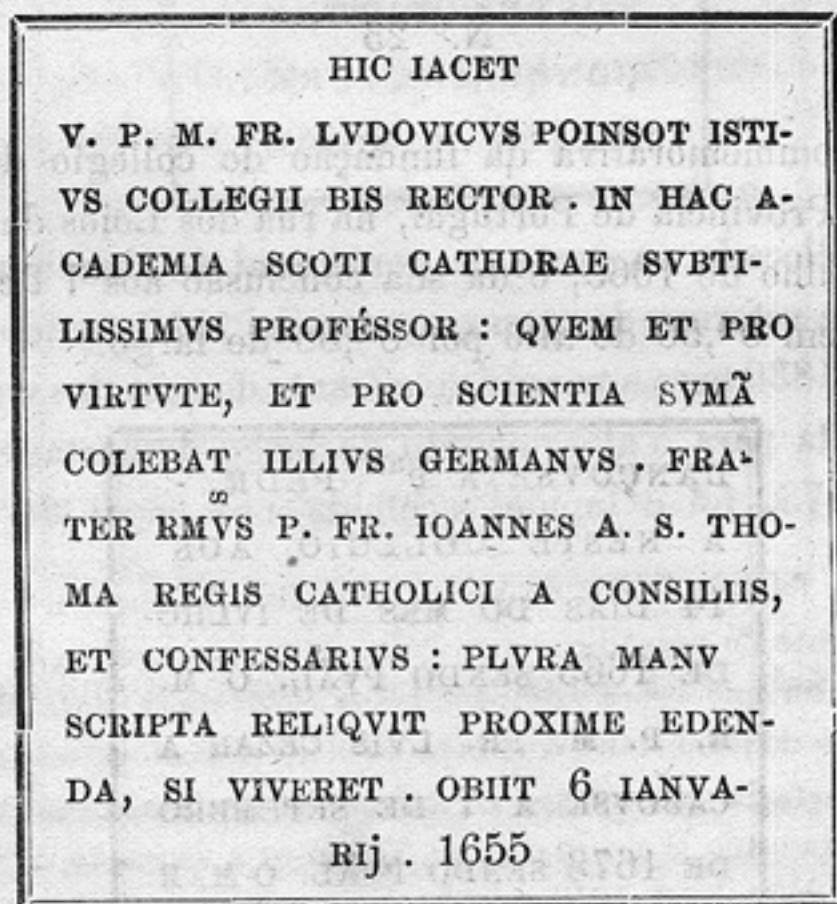 HIC IACET
V. P. M. FR. LVDOVICVS POINSOT ISTI-
VS COLLEGII BIS RECTOR . IN HAC A-
CADEMIA SCOTI CATHDRAE SVBTI-
LISSIMVS PROFÉSSOR : QVEM ET PRO
VIRTVTE, ET PRO SCIENTIA SVMÃ
COLEBAT ILLIVS GERMANVS . FRA-
TER RMVS P. FR. IOANNES A. S. THO-
MA REGIS CATHOLICI A CONSILIIS,
ET CONFESSARIVS : PLVRA MANV
SCRIPTA RELIQVIT PROXIME EDEN-
DA, SI VIVERET . OBIIT 6 IANVA-
RIj . 1655